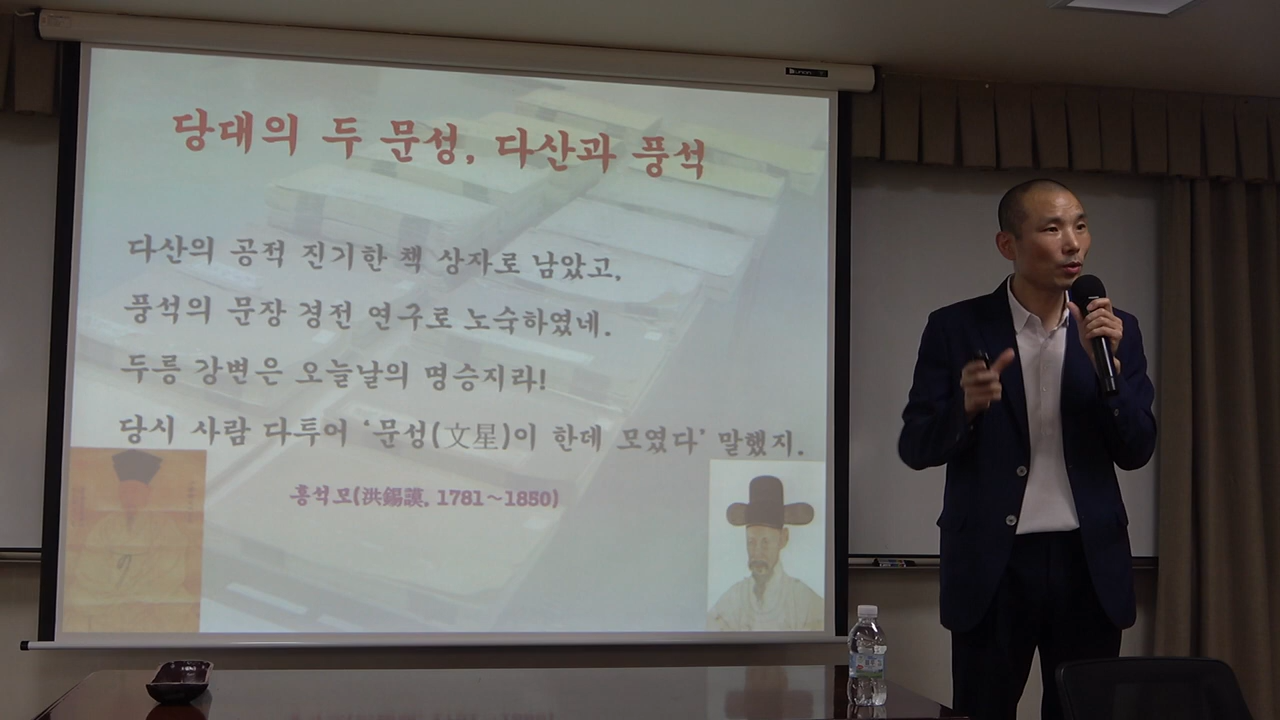 당대의 두 문성, 다산과 풍석
다산의 공적 진기한 책 상자로 남았고,
풍석의 문장 경전 연구로 노숙하였네.
두릉 강변은 오늘날의 명승지라!
당시 사람 다투어 ‘문성(文星)이 한데 모였다’ 말했지.
홍석모(洪錫謨, 1781～1850)